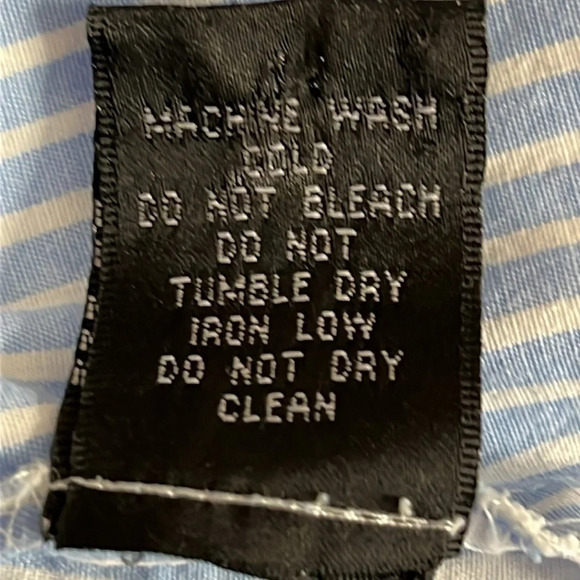 MACHINE WASH
COLD
DO NOT BLEACH
DO NOT
TUMBLE DRY
IRON LOW
DO NOT DRY
CLEAN